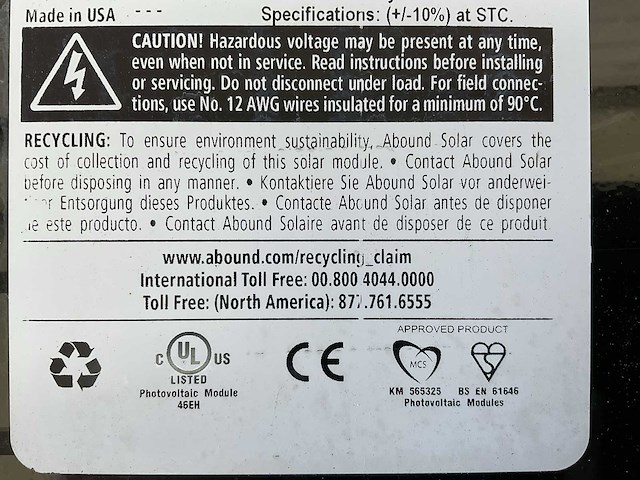 Made in USA - - -
Specifications: (+/-10%) at STC.
CAUTION! Hazardous voltage may be present at any time,
even when not in service. Read instructions before installing
or servicing. Do not disconnect under load. For field connec-
tions, use No. 12 AWG wires insulated for a minimum of 90°C.
RECYCLING: To ensure environment sustainability, Abound Solar covers the
cost of collection and recycling of this solar module. • Contact Abound Solar
before disposing in any manner. • Kontaktiere Sie Abound Solar vor anderwei-
Entsorgung dieses Produktes. • Contacte Abound Solar antes de disponer
de este producto. • Contact Abound Solaire avant de disposer de ce produit
www.abound.com/recycling_claim
International Toll Free: 00.800 4044.0000
Toll Free: (North America): 877.761.6555
APPROVED PRODUCT
C UL US
LISTED
Photovoltaic Module
46EH
CE
MCS
KM 565325 BS EN 61646
Photovoltaic Modules